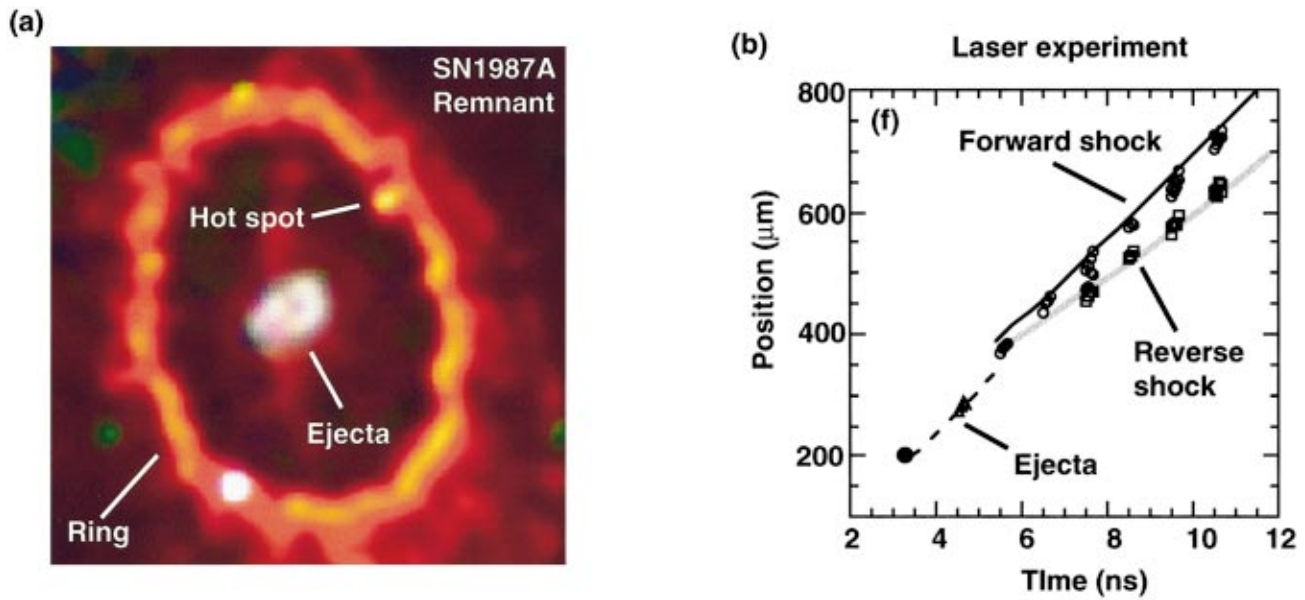 (a)
SN1987A
Remnant
Hot spot
Ejecta
Ring
(b)
Laser experiment
(f)
Forward shock
Reverse
shock
Ejecta
Position (μm)
800
600
400
200
2 4 6 8 10 12
TIme (ns)